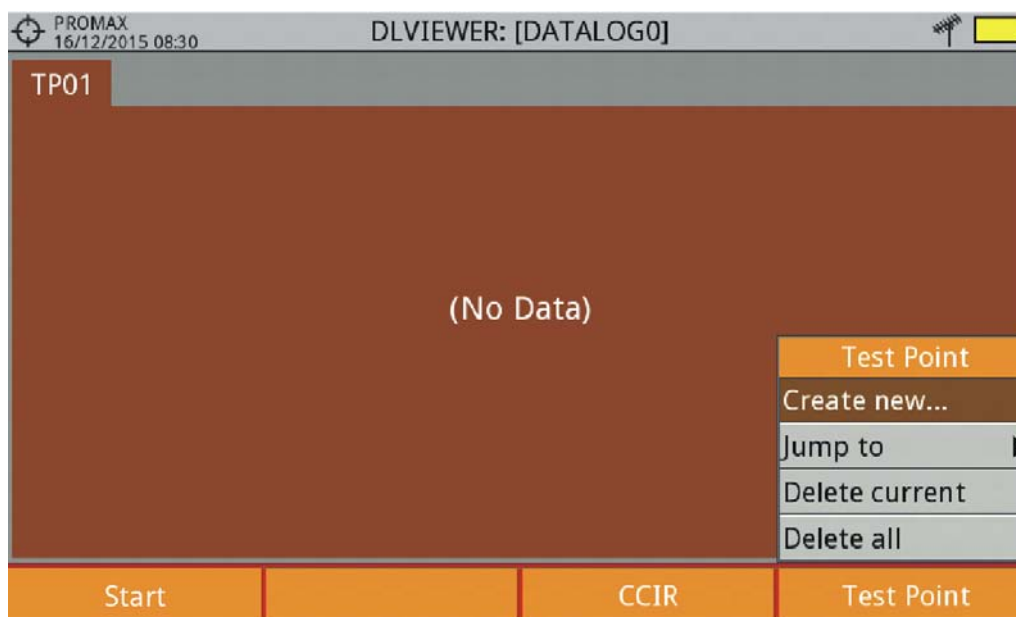 PROMAX
16/12/2015 08:30
DLVIEWER: [DATALOG0]
TP01
(No Data)
Test Point
Create new...
Jump to
Delete current
Delete all
Start
CCIR
Test Point